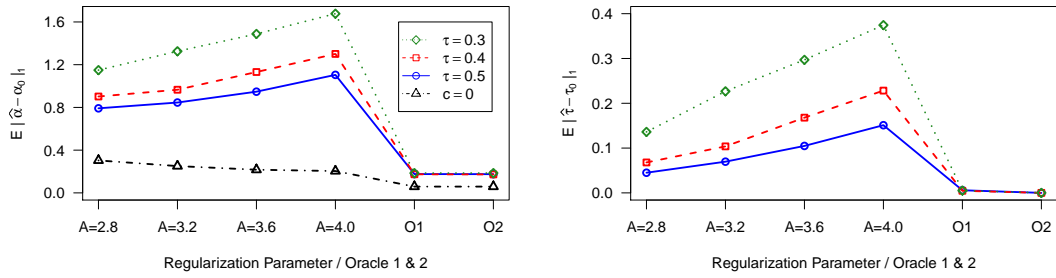 E | α̂ − α₀ |₁
1.6
1.2
0.8
0.4
0.0
τ = 0.3
τ = 0.4
τ = 0.5
c = 0
A=2.8 A=3.2 A=3.6 A=4.0 O1 O2
Regularization Parameter / Oracle 1 & 2
E | τ̂ − τ₀ |₁
0.4
0.3
0.2
0.1
0.0
A=2.8 A=3.2 A=3.6 A=4.0 O1 O2
Regularization Parameter / Oracle 1 & 2